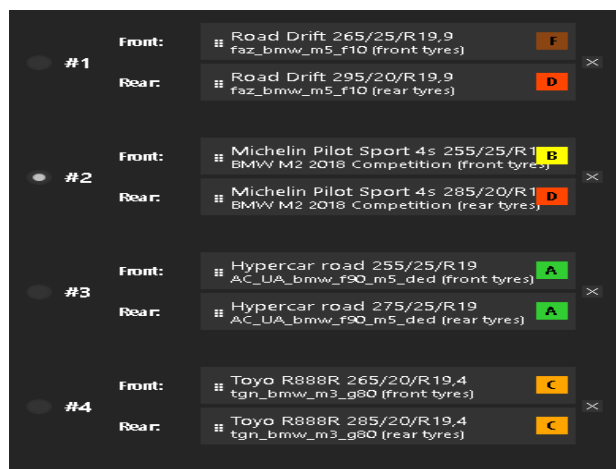 #1
Front:
Road Drift 265/25/R19,9
faz_bmw_m5_f10 (front tyres)
F
Rear:
Road Drift 295/20/R19,9
faz_bmw_m5_f10 (rear tyres)
D
#2
Front:
Michelin Pilot Sport 4s 255/25/R1
BMW M2 2018 Competition (front tyres)
B
Rear:
Michelin Pilot Sport 4s 285/20/R1
BMW M2 2018 Competition (rear tyres)
D
#3
Front:
Hypercar road 255/25/R19
AC_UA_bmw_f90_m5_ded (front tyres)
A
Rear:
Hypercar road 275/25/R19
AC_UA_bmw_f90_m5_ded (rear tyres)
A
#4
Front:
Toyo R888R 265/20/R19,4
tgn_bmw_m3_g80 (front tyres)
C
Rear:
Toyo R888R 285/20/R19,4
tgn_bmw_m3_g80 (rear tyres)
C